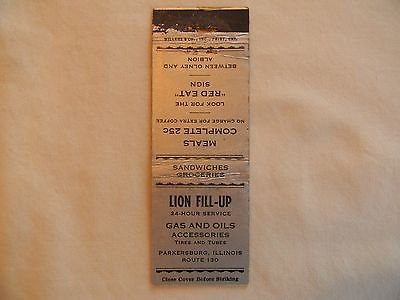 LION FILL-UP
24-HOUR SERVICE
GAS AND OILS
ACCESSORIES
TIRES AND TUBES
PARKERSBURG, ILLINOIS
ROUTE 130
Close Cover Before Striking
SANDWICHES
GROCERIES
MEALS
COMPLETE 25c
NO CHARGE FOR EXTRA COFFEE
LOOK FOR THE
"RED EAT"
SIGN
BETWEEN OLNEY AND
ALBION